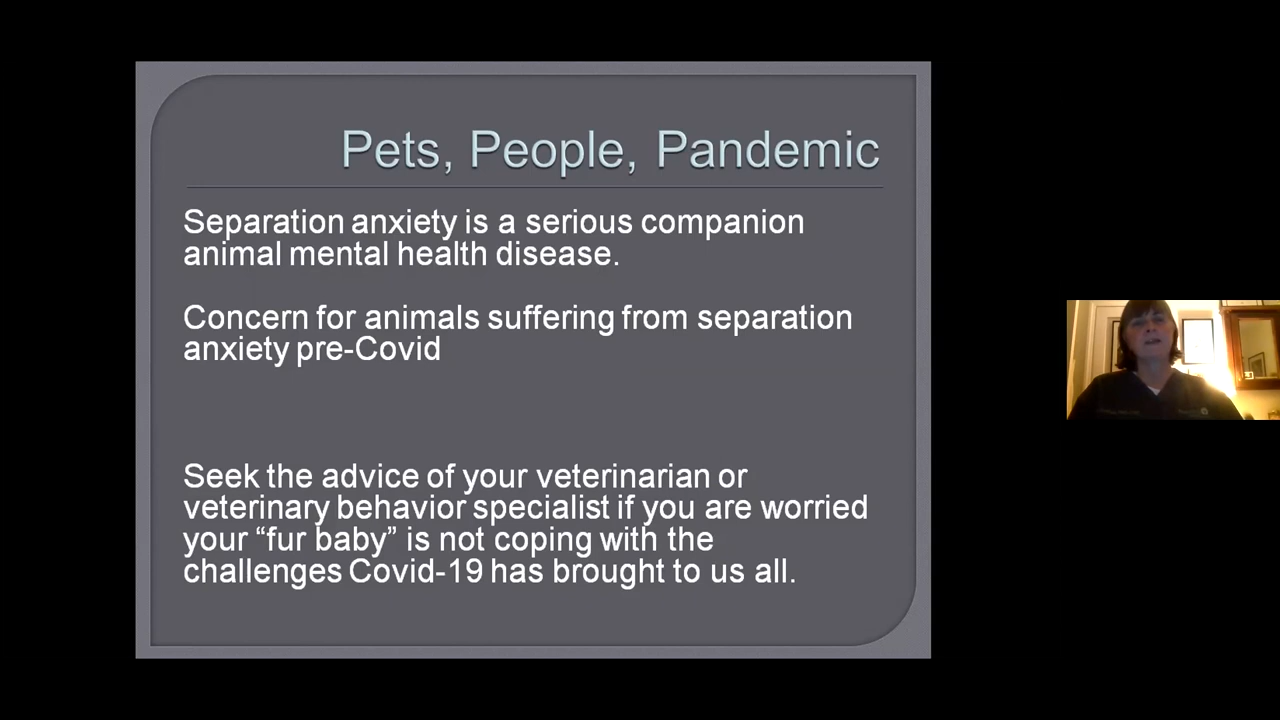 Pets, People, Pandemic
Separation anxiety is a serious companion
animal mental health disease.
Concern for animals suffering from separation
anxiety pre-Covid
Seek the advice of your veterinarian or
veterinary behavior specialist if you are worried
your “fur baby” is not coping with the
challenges Covid-19 has brought to us all.